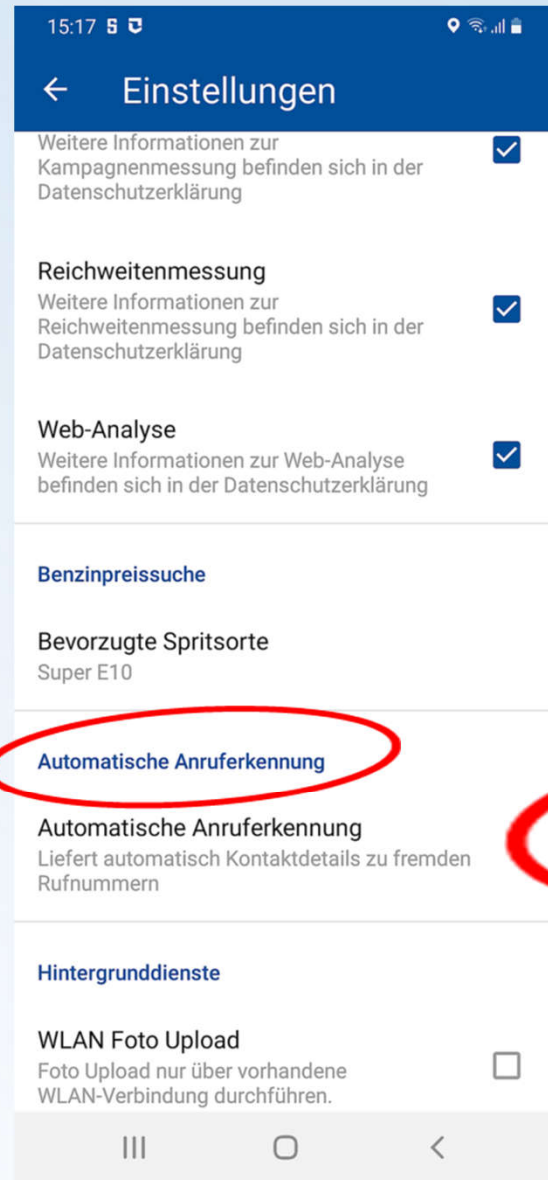 15:17
Einstellungen
Weitere Informationen zur
Kampagnenmessung befinden sich in der
Datenschutzerklärung
Reichweitenmessung
Weitere Informationen zur
Reichweitenmessung befinden sich in der
Datenschutzerklärung
Web-Analyse
Weitere Informationen zur Web-Analyse
befinden sich in der Datenschutzerklärung
Benzinpreissuche
Bevorzugte Spritsorte
Super E10
Automatische Anruferkennung
Automatische Anruferkennung
Liefert automatisch Kontaktdetails zu fremden
Rufnummern
Hintergrunddienste
WLAN Foto Upload
Foto Upload nur über vorhandene
WLAN-Verbindung durchführen.